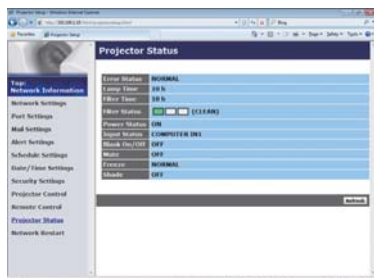 Projector Status
Top:
Network Information
Network Settings
Port Settings
Mail Settings
Alert Settings
Schedule Settings
Date/Time Settings
Security Settings
Projector Control
Remote Control
Projector Status
Network Restart
Error Status NORMAL
Lamp Time 10 h
Filter Time 10 h
Filter Status (CLEAN)
Power Status ON
Input Status COMPUTER IN1
Blank On/Off OFF
Mute OFF
Freeze NORMAL
Shade OFF
Refresh